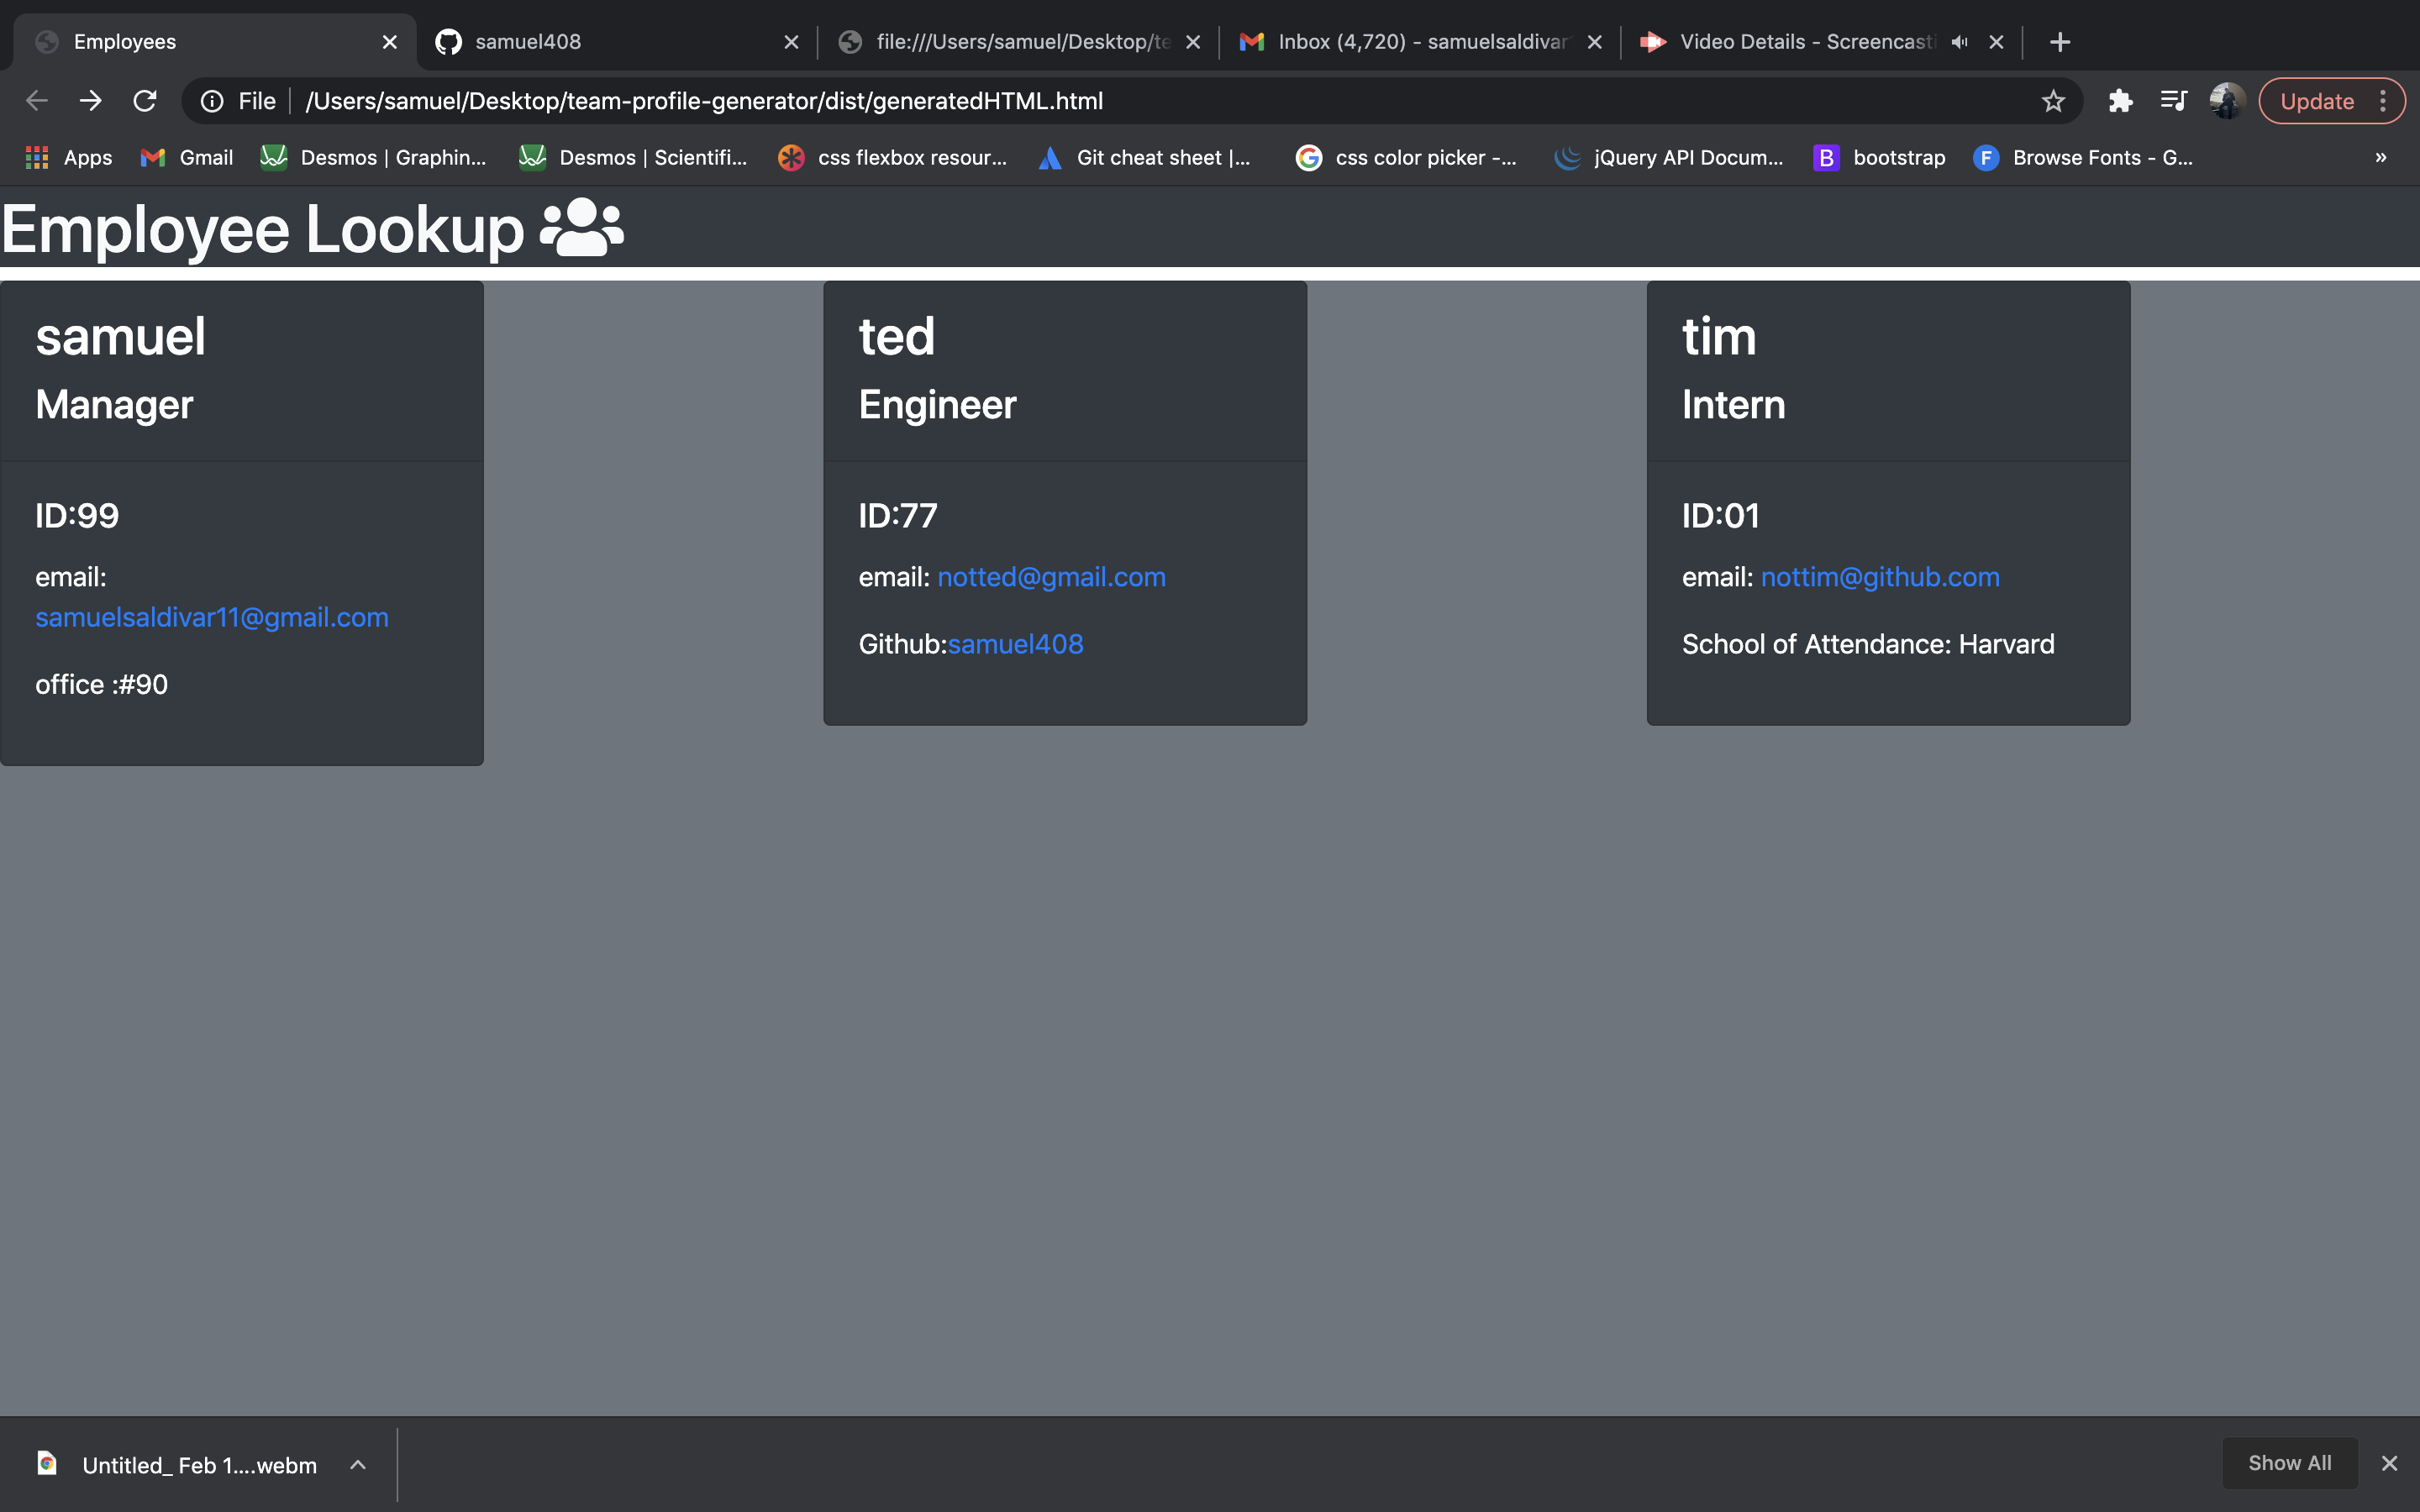 Employees
samuel408
file:///Users/samuel/Desktop/te
Inbox (4,720) - samuelsaldivar
Video Details - Screencasti
File
/Users/samuel/Desktop/team-profile-generator/dist/generatedHTML.html
Update
Apps
Gmail
Desmos | Graphin...
Desmos | Scientifi...
css flexbox resour...
Git cheat sheet |...
css color picker -...
jQuery API Docum...
B bootstrap
F Browse Fonts - G...
»
Employee Lookup
samuel
Manager
ID:99
email:
samuelsaldivar11@gmail.com
office :#90
ted
Engineer
ID:77
email: notted@gmail.com
Github:samuel408
tim
Intern
ID:01
email: nottim@github.com
School of Attendance: Harvard
Untitled_ Feb 1....webm
Show All